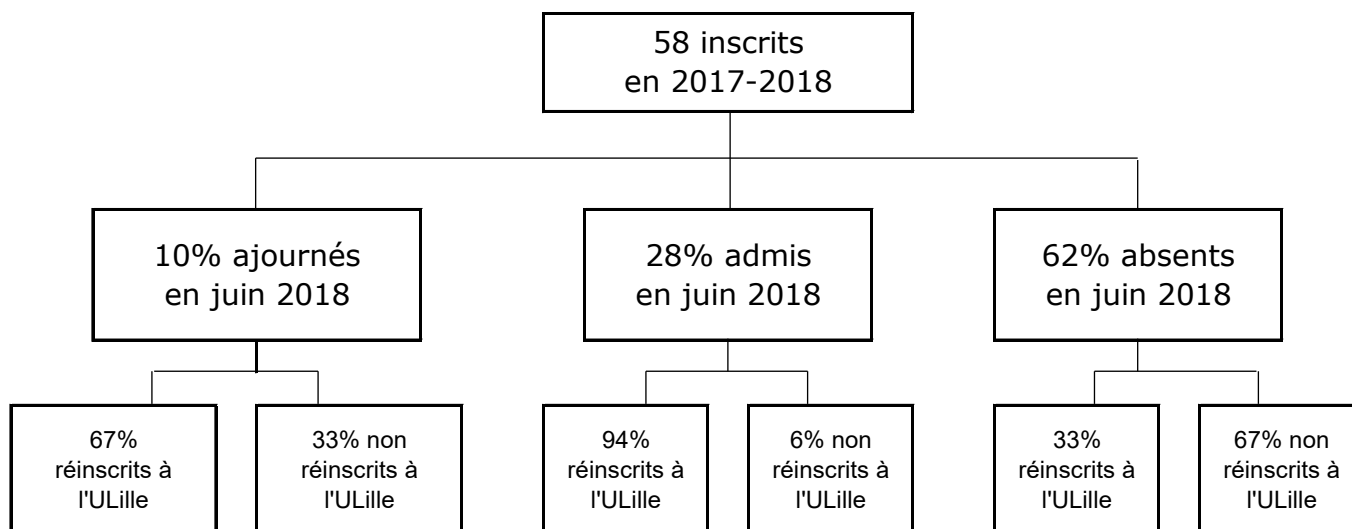 58 inscrits
en 2017-2018
10% ajournés
en juin 2018
28% admis
en juin 2018
62% absents
en juin 2018
67%
réinscrits à
l'ULille
33% non
réinscrits à
l'ULille
94%
réinscrits à
l'ULille
6% non
réinscrits à
l'ULille
33%
réinscrits à
l'ULille
67% non
réinscrits à
l'ULille